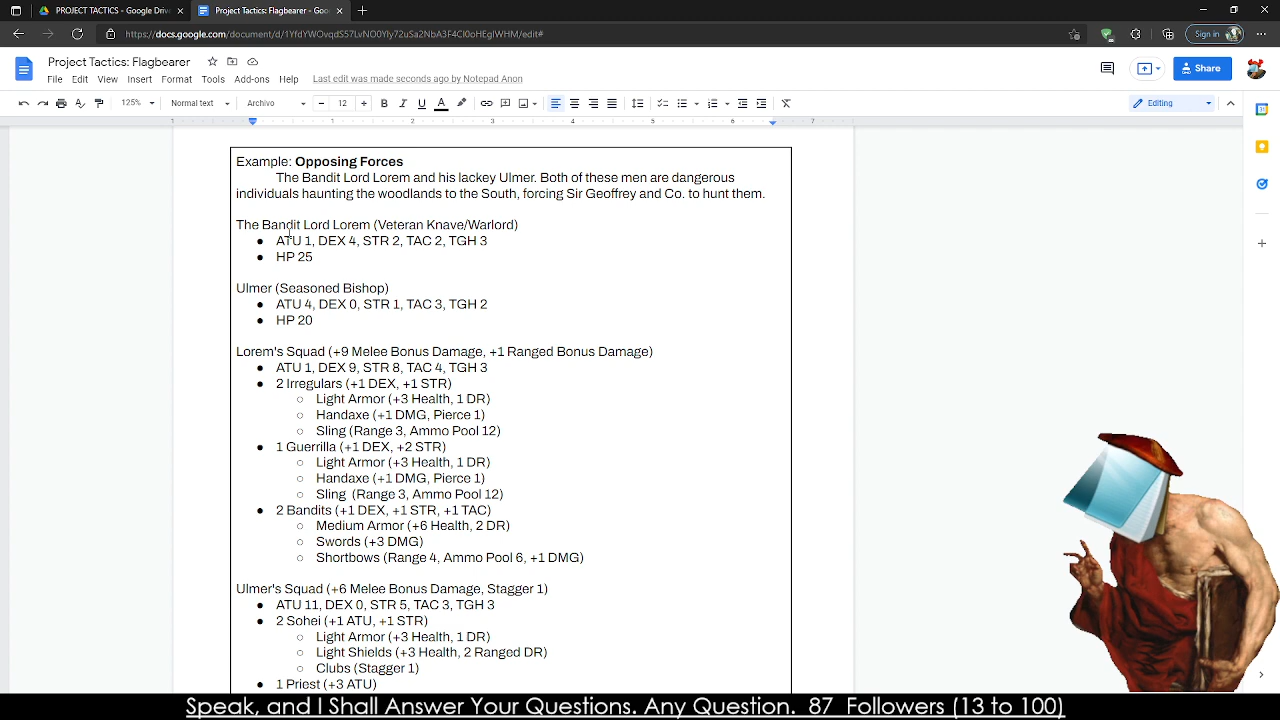 PROJECT TACTICS - Google Driv
Project Tactics: Flagbearer - Goo
https://docs.google.com/document/d/1YfdYWOvqdS57LvNO0Yly72uSa2NbA3F4Cl0oHEgiWHM/edit#
Sign in
Project Tactics: Flagbearer
File Edit View Insert Format Tools Add-ons Help Last edit was made seconds ago by Notepad Anon
Share
125% Normal text Archivo 12 Editing
1 1 2 3 4 5 6 7
Example: Opposing Forces
The Bandit Lord Lorem and his lackey Ulmer. Both of these men are dangerous
individuals haunting the woodlands to the South, forcing Sir Geoffrey and Co. to hunt them.
The Bandit Lord Lorem (Veteran Knave/Warlord)
● ATU 1, DEX 4, STR 2, TAC 2, TGH 3
● HP 25
Ulmer (Seasoned Bishop)
● ATU 4, DEX 0, STR 1, TAC 3, TGH 2
● HP 20
Lorem's Squad (+9 Melee Bonus Damage, +1 Ranged Bonus Damage)
● ATU 1, DEX 9, STR 8, TAC 4, TGH 3
● 2 Irregulars (+1 DEX, +1 STR)
○ Light Armor (+3 Health, 1 DR)
○ Handaxe (+1 DMG, Pierce 1)
○ Sling (Range 3, Ammo Pool 12)
● 1 Guerrilla (+1 DEX, +2 STR)
○ Light Armor (+3 Health, 1 DR)
○ Handaxe (+1 DMG, Pierce 1)
○ Sling (Range 3, Ammo Pool 12)
● 2 Bandits (+1 DEX, +1 STR, +1 TAC)
○ Medium Armor (+6 Health, 2 DR)
○ Swords (+3 DMG)
○ Shortbows (Range 4, Ammo Pool 6, +1 DMG)
Ulmer's Squad (+6 Melee Bonus Damage, Stagger 1)
● ATU 11, DEX 0, STR 5, TAC 3, TGH 3
● 2 Sohei (+1 ATU, +1 STR)
○ Light Armor (+3 Health, 1 DR)
○ Light Shields (+3 Health, 2 Ranged DR)
○ Clubs (Stagger 1)
● 1 Priest (+3 ATU)
Speak, and I Shall Answer Your Questions. Any Question. 87 Followers (13 to 100)